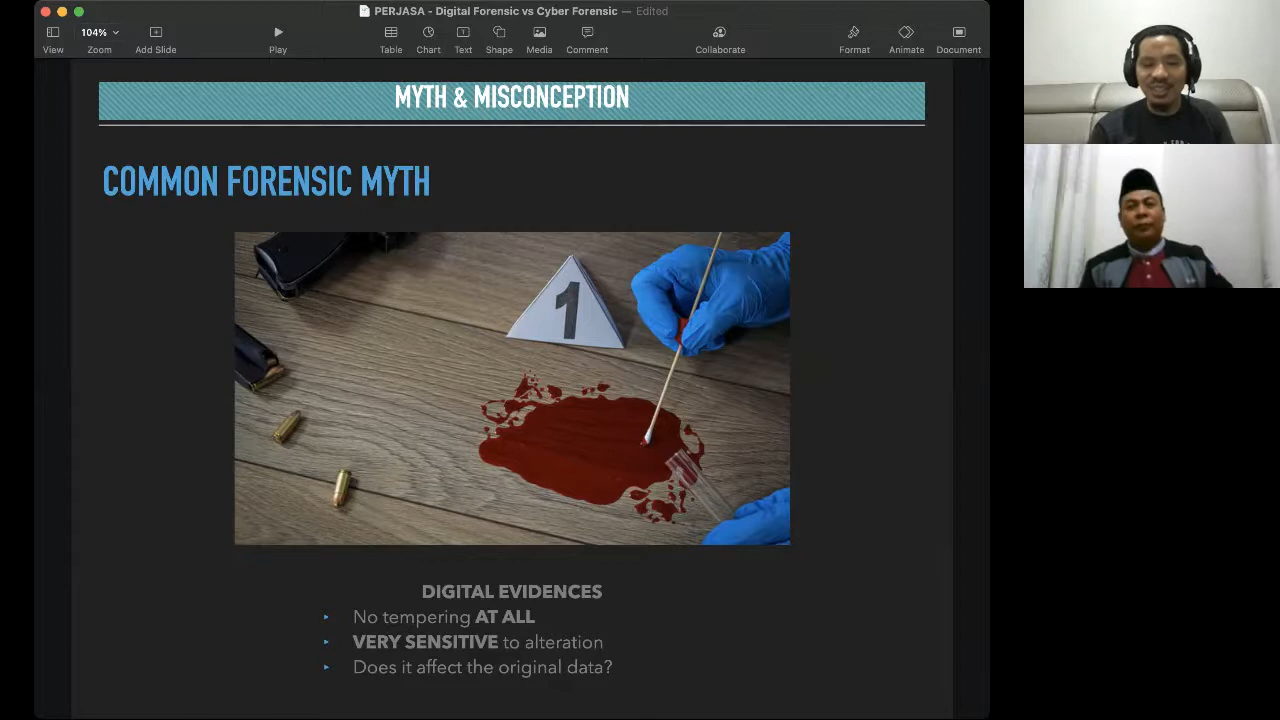 PERJASA - Digital Forensic vs Cyber Forensic — Edited
104%
View Zoom Add Slide Play Table Chart Text Shape Media Comment Collaborate Format Animate Document
MYTH & MISCONCEPTION
COMMON FORENSIC MYTH
1
DIGITAL EVIDENCES
No tempering AT ALL
VERY SENSITIVE to alteration
Does it affect the original data?